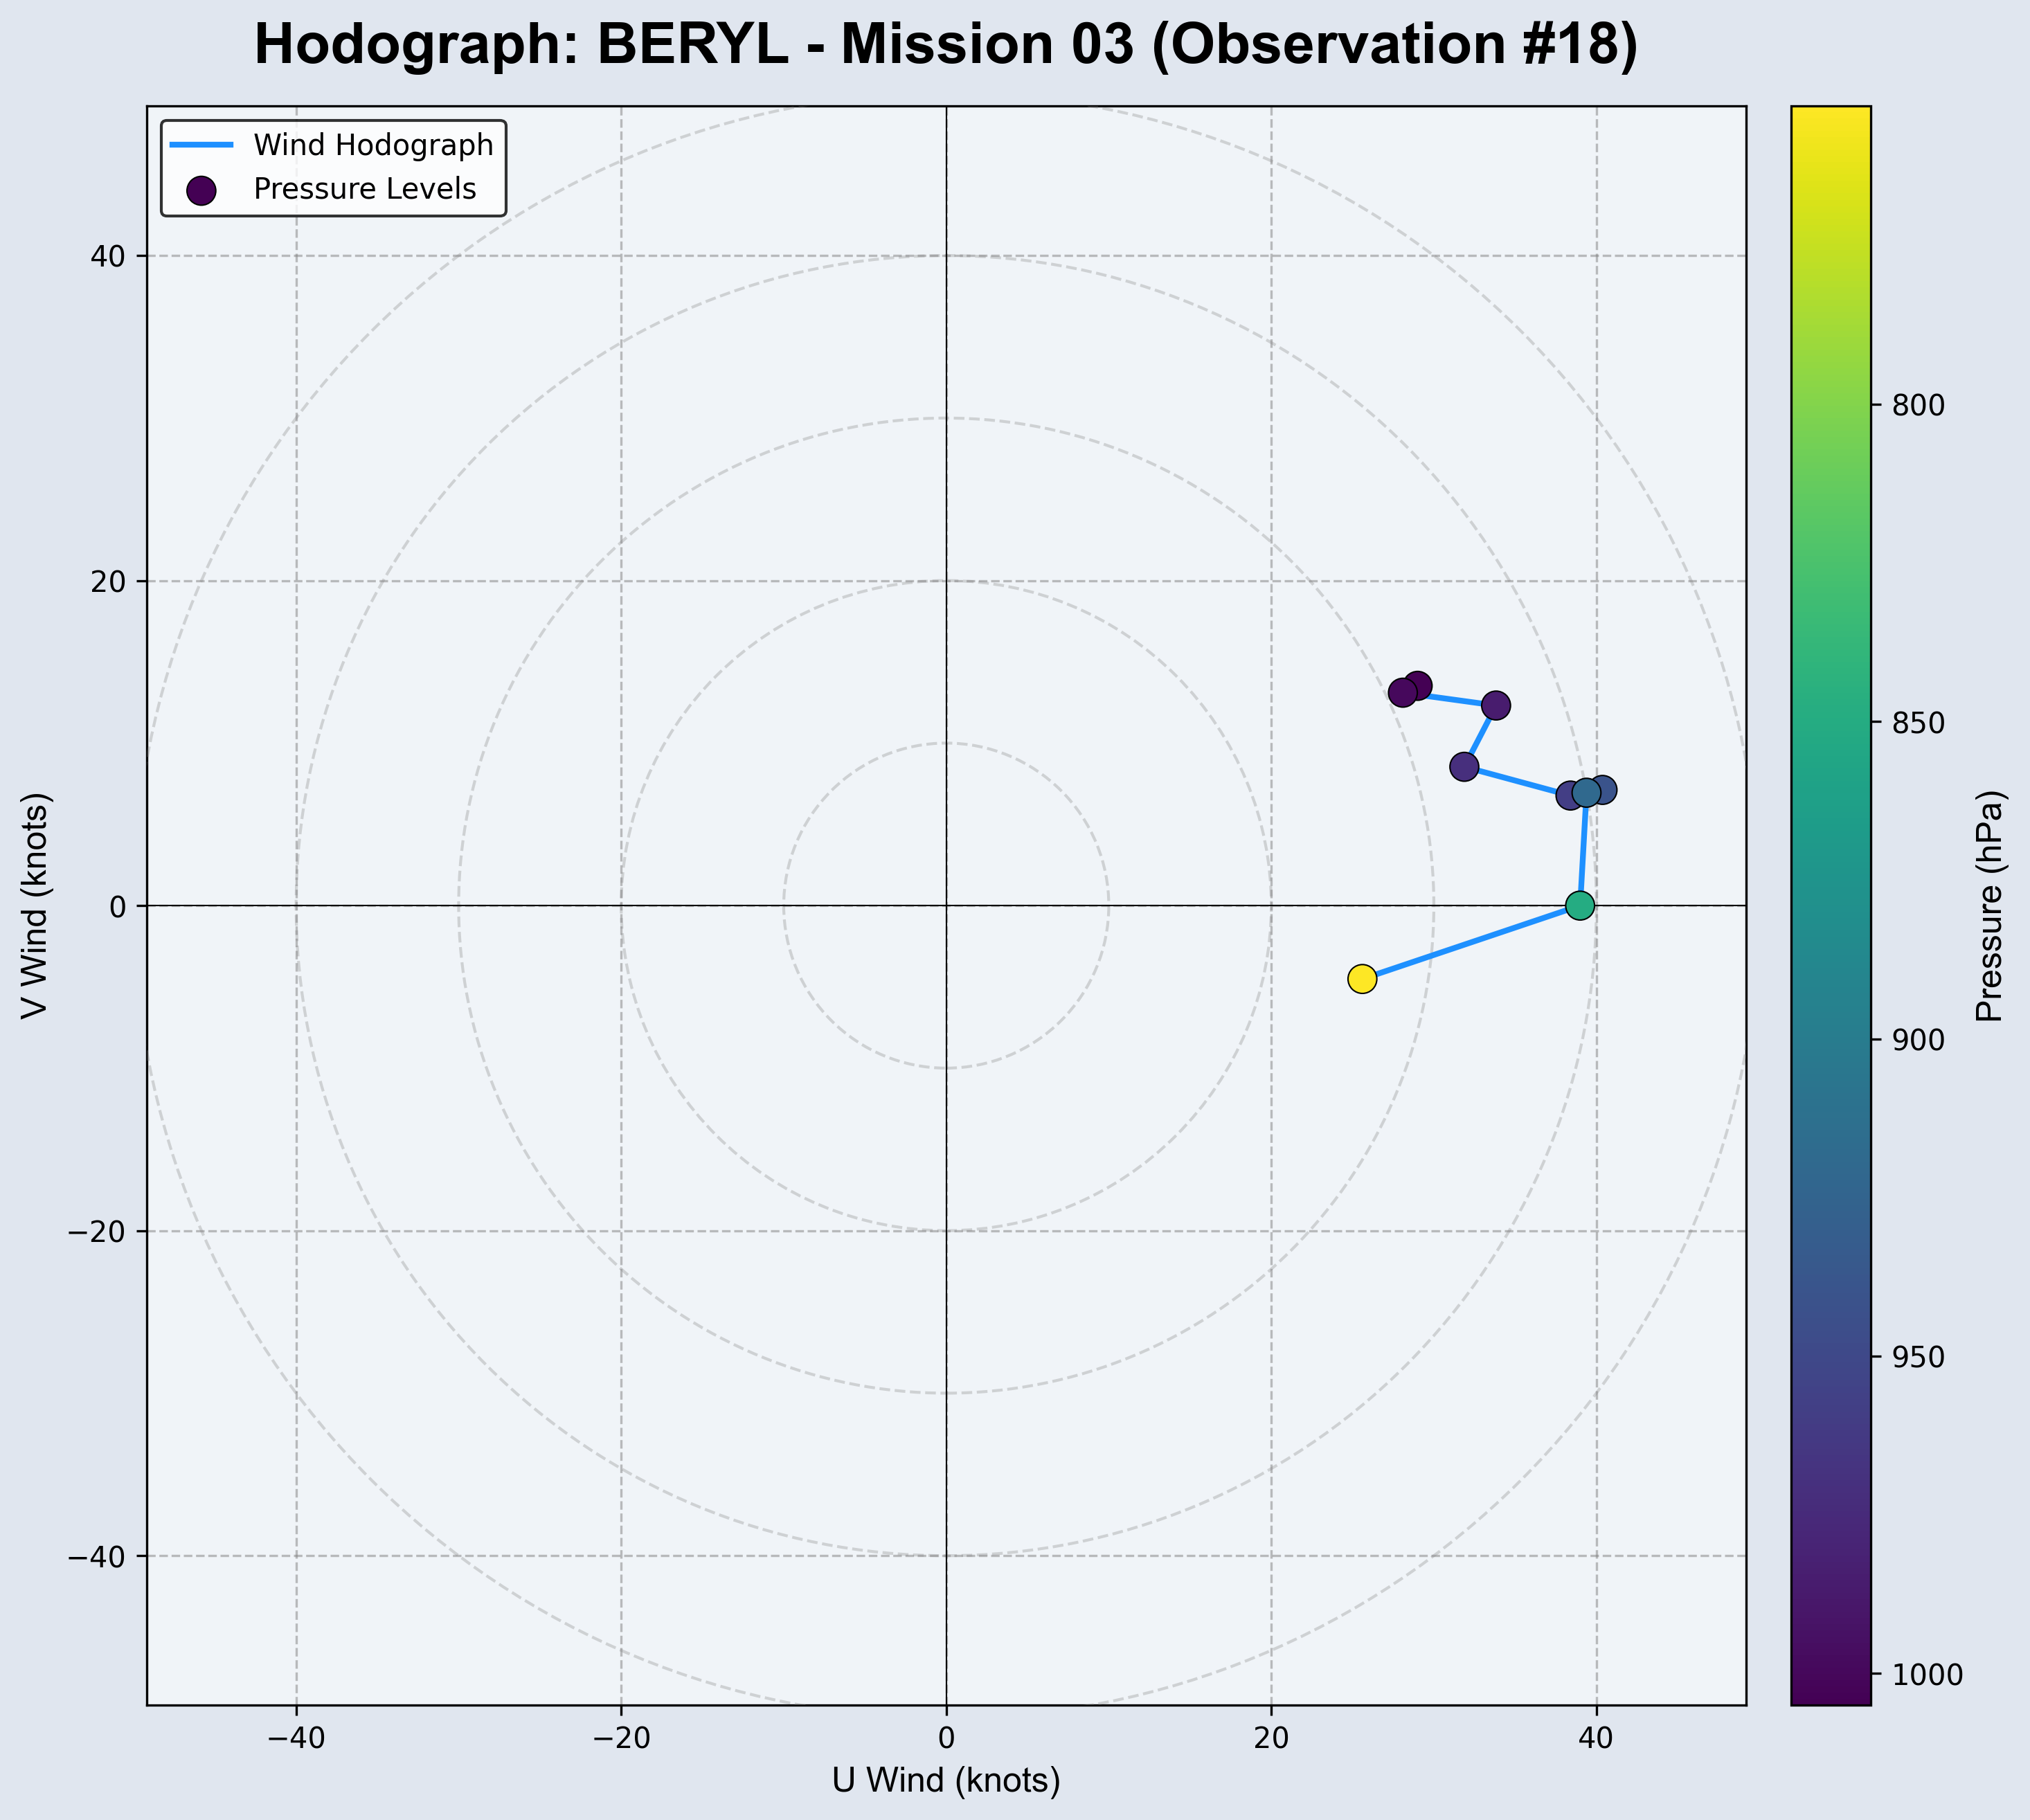 Hodograph: BERYL - Mission 03 (Observation #18)
Wind Hodograph
Pressure Levels
40
20
0
−20
−40
V Wind (knots)
−40
−20
0
20
40
U Wind (knots)
800
850
900
950
1000
Pressure (hPa)